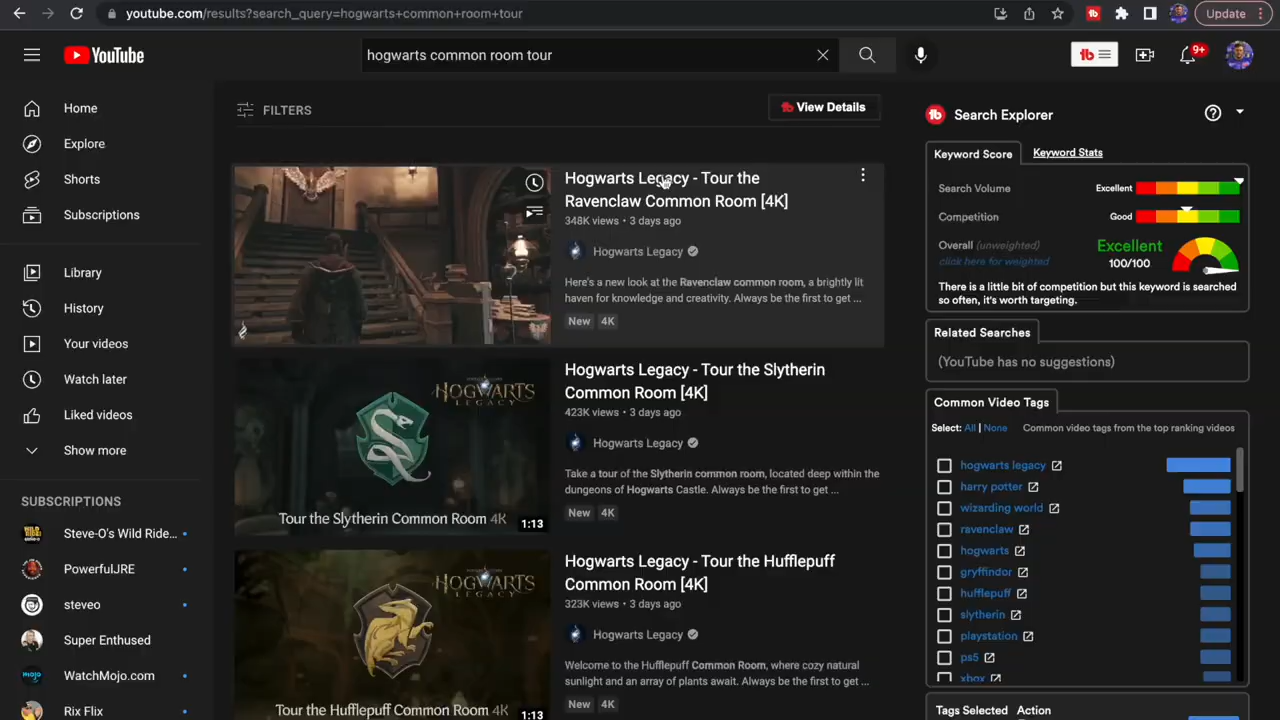 youtube.com/results?search_query=hogwarts+common+room+tour
Update
YouTube
hogwarts common room tour
9+
Home
Explore
Shorts
Subscriptions
Library
History
Your videos
Watch later
Liked videos
Show more
SUBSCRIPTIONS
Steve-O's Wild Ride...
PowerfulJRE
steveo
Super Enthused
WatchMojo.com
Rix Flix
FILTERS
View Details
Hogwarts Legacy - Tour the
Ravenclaw Common Room [4K]
348K views • 3 days ago
Hogwarts Legacy
Here's a new look at the Ravenclaw common room, a brightly lit
haven for knowledge and creativity. Always be the first to get ...
New 4K
HOGWARTS
LEGACY
Tour the Slytherin Common Room 4K
1:13
Hogwarts Legacy - Tour the Slytherin
Common Room [4K]
423K views • 3 days ago
Hogwarts Legacy
Take a tour of the Slytherin common room, located deep within the
dungeons of Hogwarts Castle. Always be the first to get ...
New 4K
HOGWARTS
LEGACY
Tour the Hufflepuff Common Room 4K
1:13
Hogwarts Legacy - Tour the Hufflepuff
Common Room [4K]
323K views • 3 days ago
Hogwarts Legacy
Welcome to the Hufflepuff Common Room, where cozy natural
sunlight and an array of plants await. Always be the first to get ...
New 4K
Search Explorer
Keyword Score Keyword Stats
Search Volume Excellent
Competition Good
Overall (unweighted) Excellent
click here for weighted 100/100
There is a little bit of competition but this keyword is searched
so often, it's worth targeting.
Related Searches
(YouTube has no suggestions)
Common Video Tags
Select: All | None Common video tags from the top ranking videos
hogwarts legacy
harry potter
wizarding world
ravenclaw
hogwarts
gryffindor
hufflepuff
slytherin
playstation
ps5
xbox
Tags Selected Action